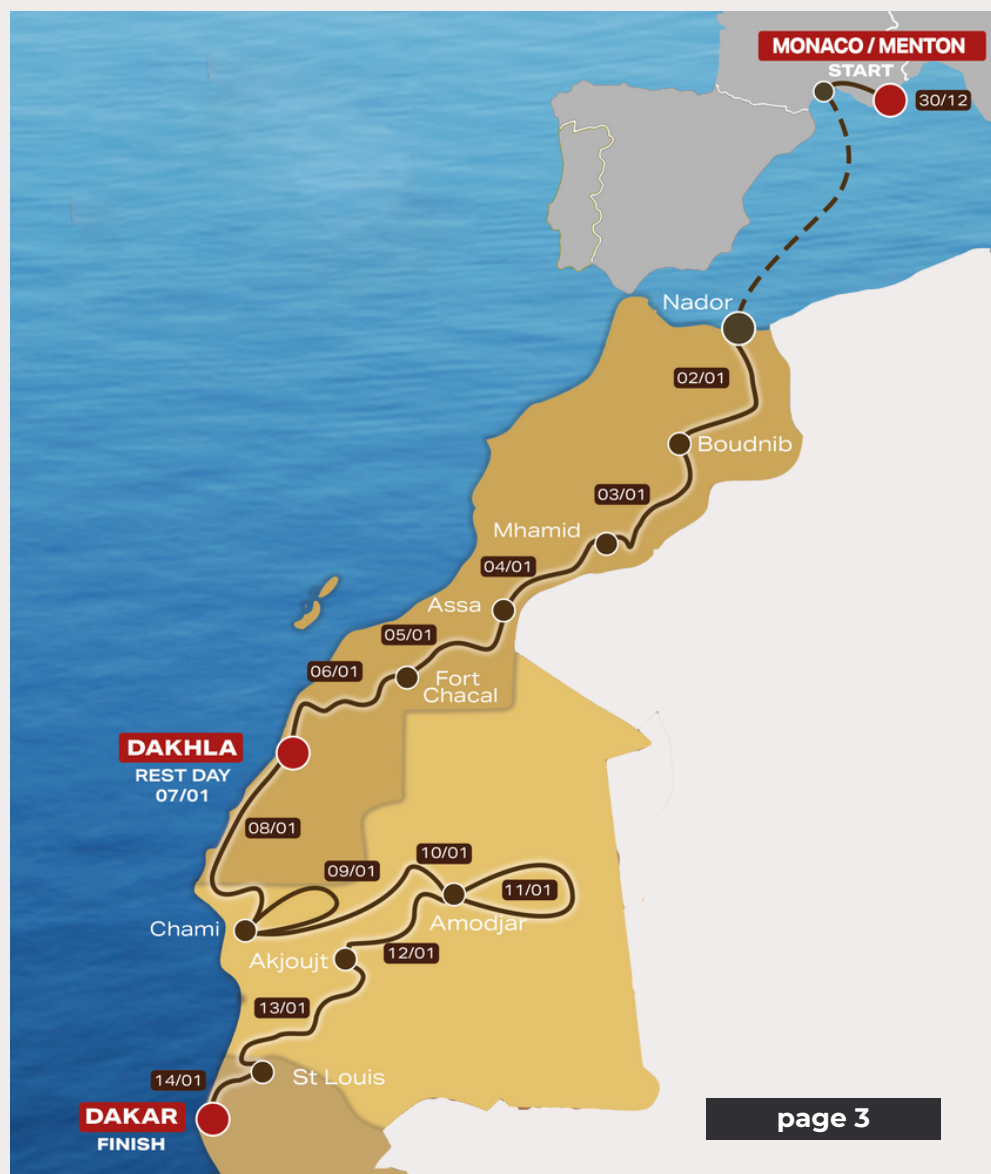 MONACO / MENTON
START
30/12
Nador
02/01
Boudnib
03/01
Mhamid
04/01
Assa
05/01
06/01
Fort
Chacal
DAKHLA
REST DAY
07/01
08/01
10/01
09/01
11/01
Amodjar
Chami
12/01
Akjoujt
13/01
St Louis
14/01
DAKAR
FINISH
page 3